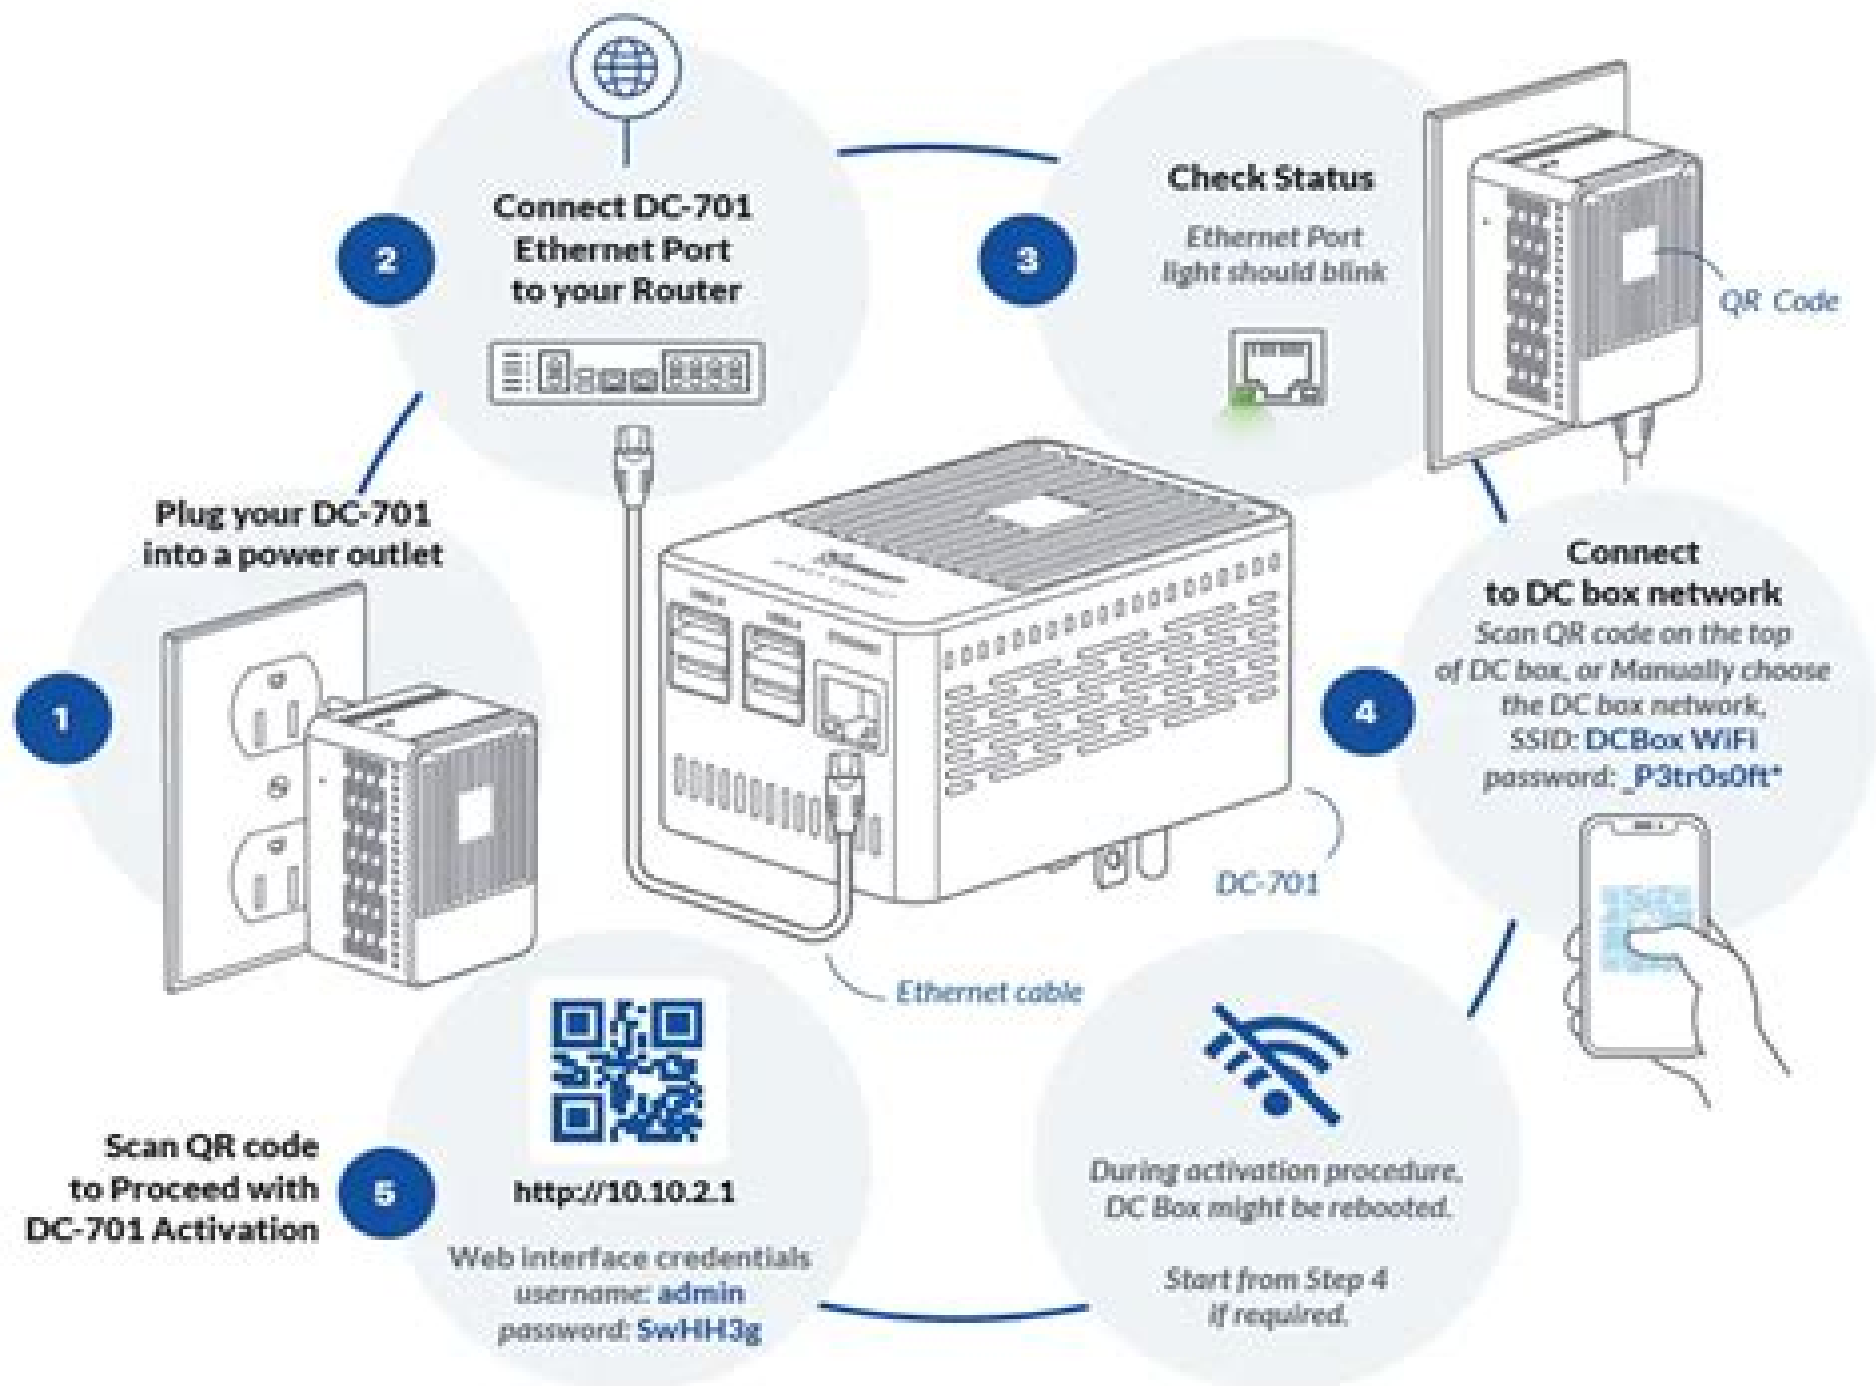 1
Plug your DC-701
into a power outlet
2
Connect DC-701
Ethernet Port
to your Router
3
Check Status
Ethernet Port
light should blink
QR Code
4
Connect
to DC box network
Scan QR code on the top
of DC box, or Manually choose
the DC box network,
SSID: DCBox WiFi
password: _P3tr0s0ft*
DC-701
Ethernet cable
During activation procedure,
DC Box might be rebooted.
Start from Step 4
if required.
5
Scan QR code
to Proceed with
DC-701 Activation
http://10.10.2.1
Web interface credentials
username: admin
password: SwHH3g